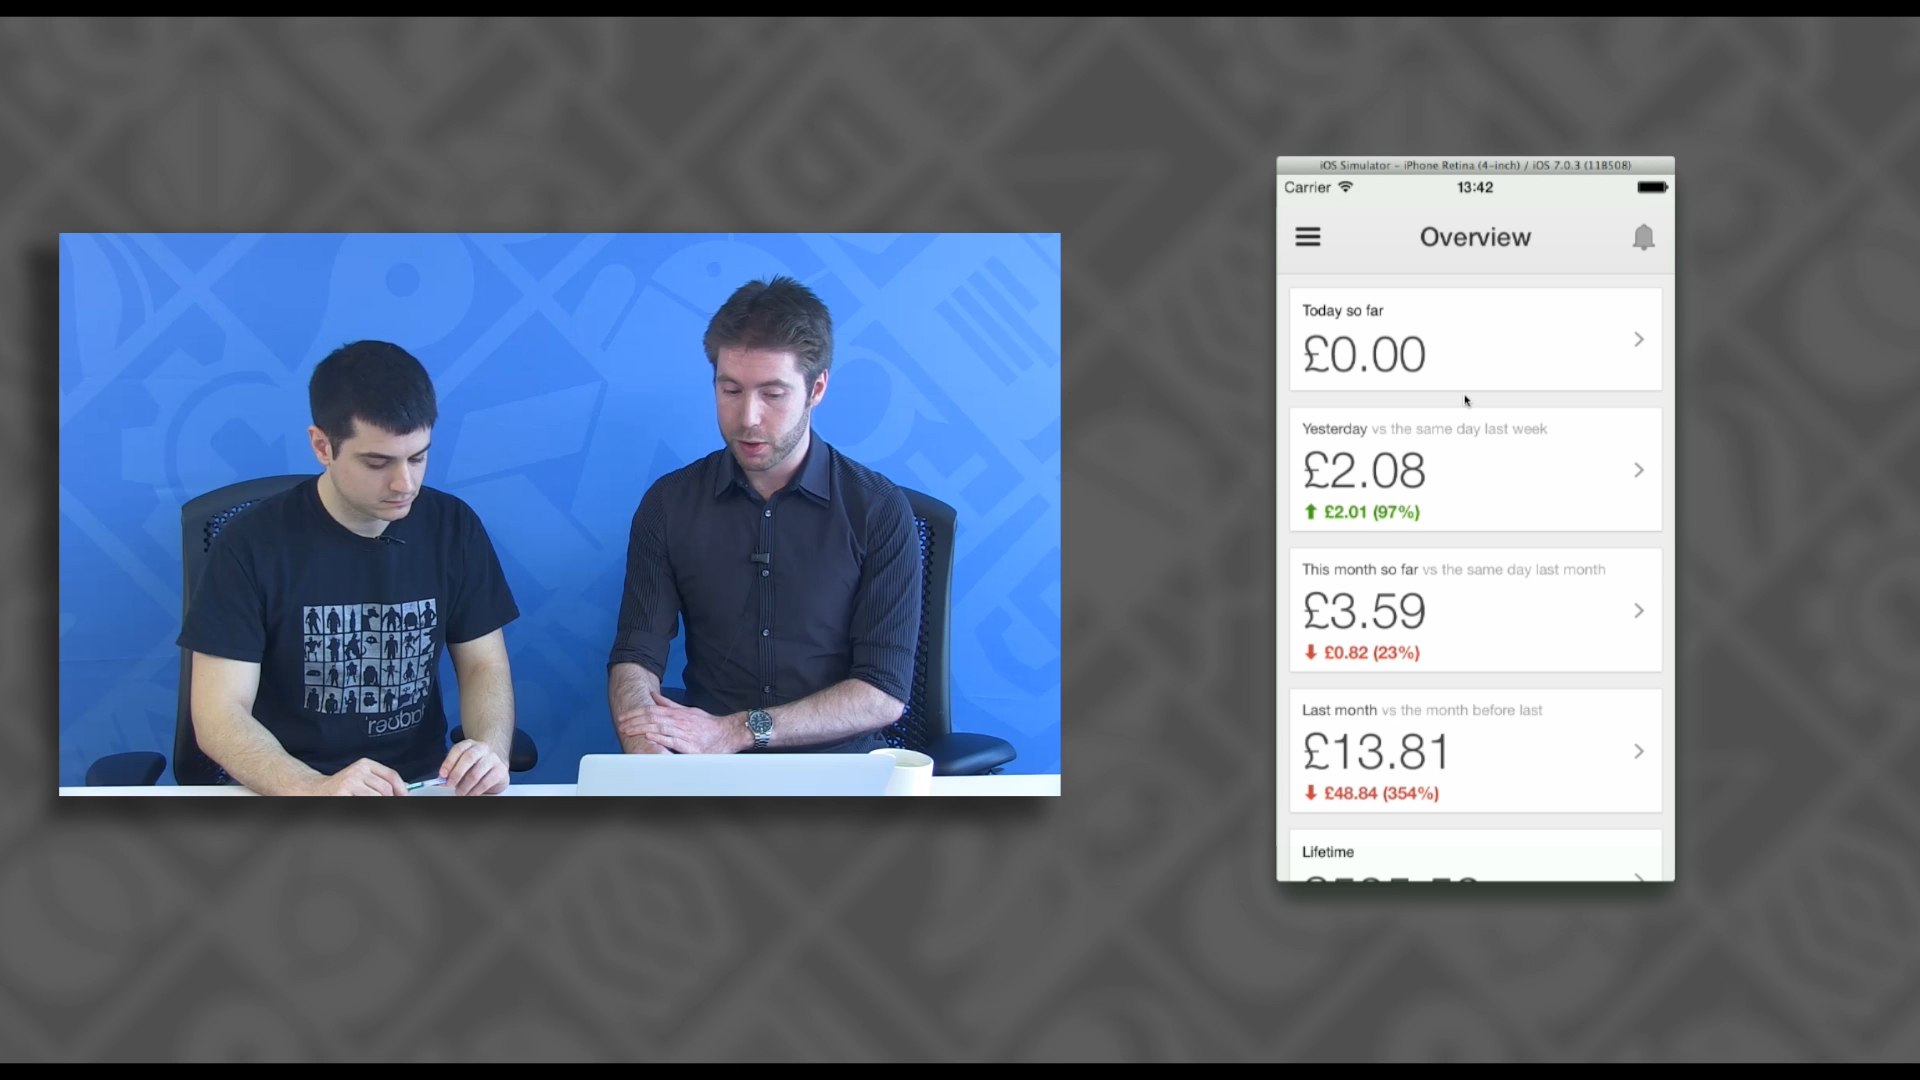 iOS Simulator – iPhone Retina (4-inch) / iOS 7.0.3 (11B508)
Carrier 13:42
Overview
Today so far
£0.00
Yesterday vs the same day last week
£2.08
£2.01 (97%)
This month so far vs the same day last month
£3.59
£0.82 (23%)
Last month vs the month before last
£13.81
£48.84 (354%)
Lifetime